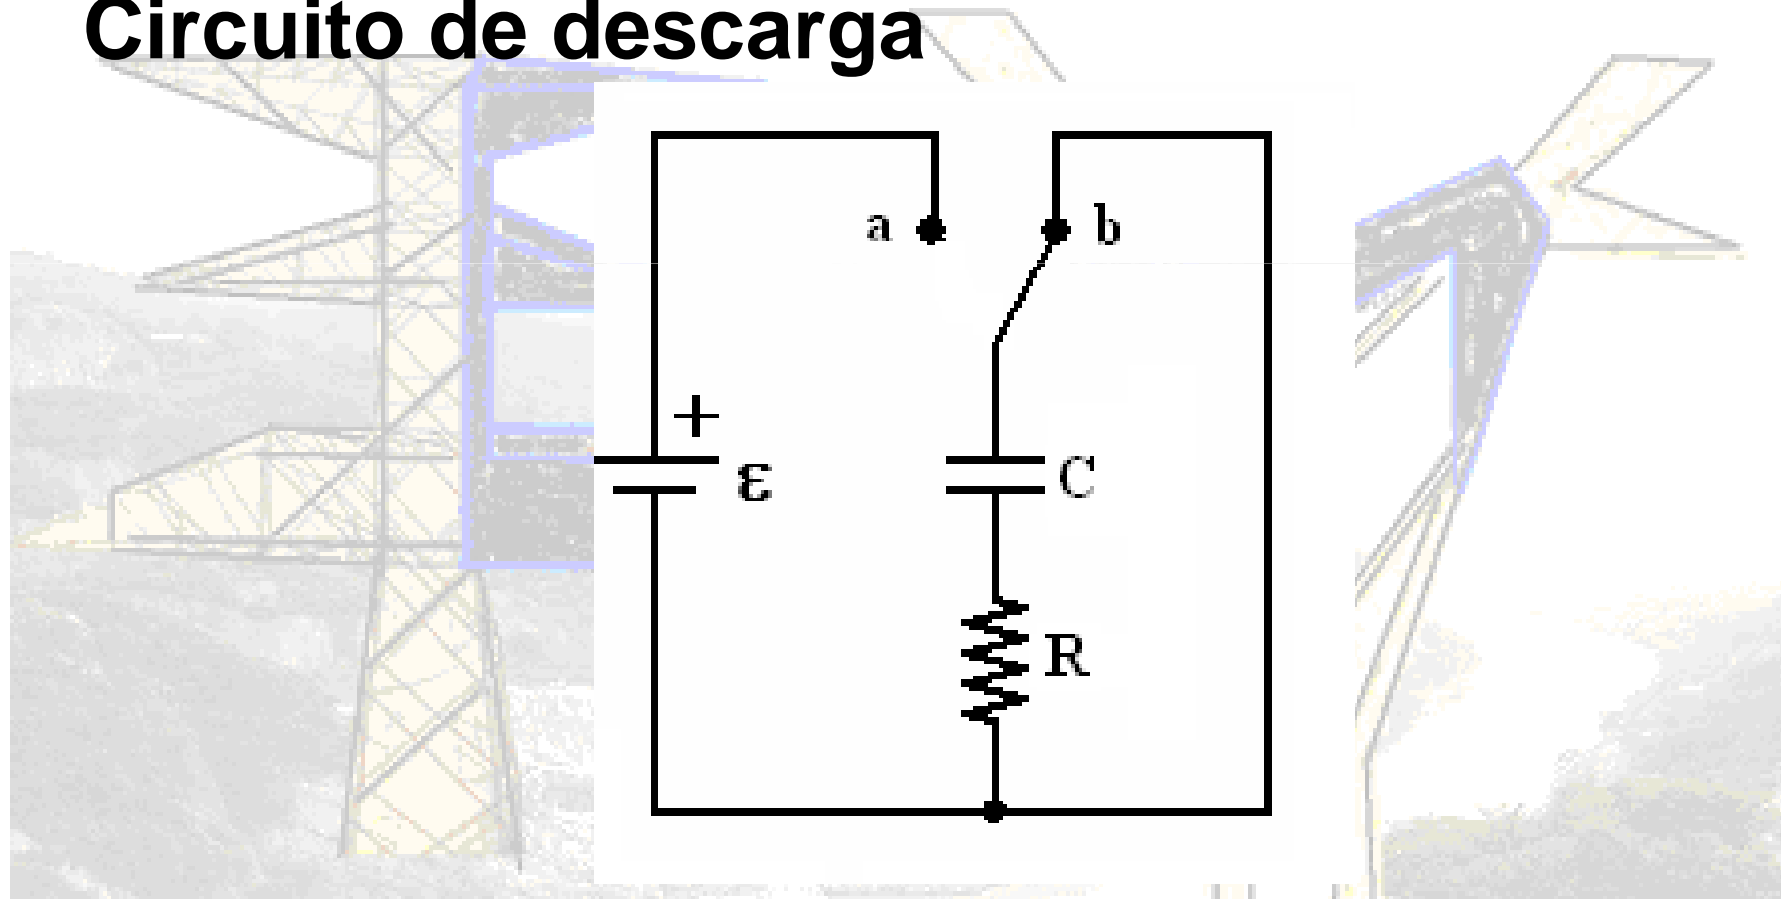 Circuito de descarga
a b
+
ε C
R